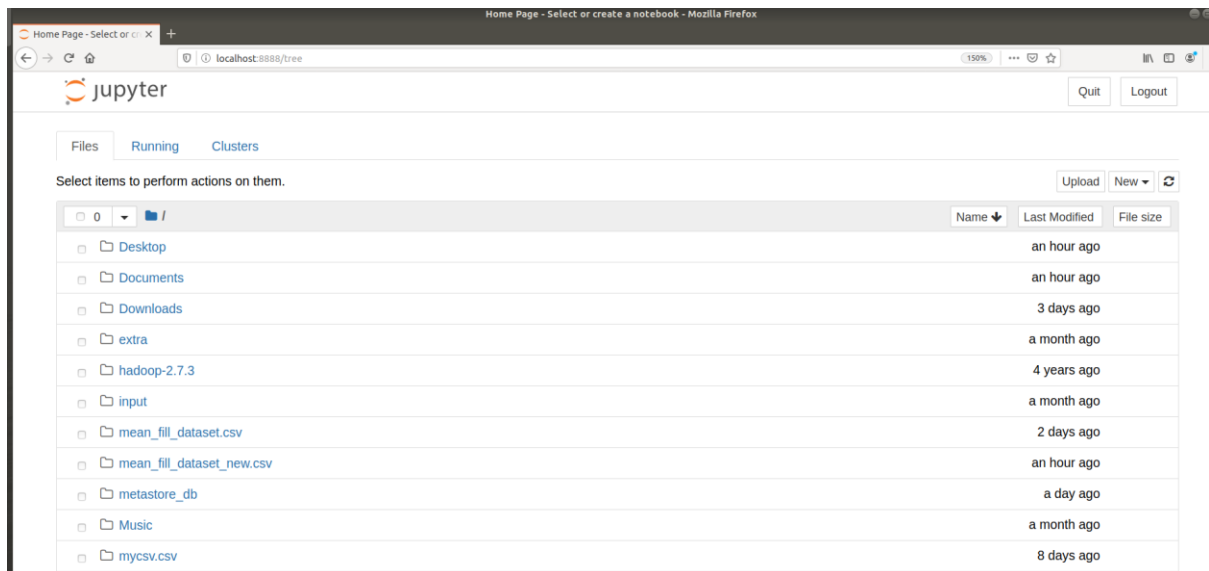 Home Page - Select or create a notebook - Mozilla Firefox
Home Page - Select or cr
localhost:8888/tree 150%
jupyter Quit Logout
Files Running Clusters
Select items to perform actions on them. Upload New
0 / Name Last Modified File size
Desktop an hour ago
Documents an hour ago
Downloads 3 days ago
extra a month ago
hadoop-2.7.3 4 years ago
input a month ago
mean_fill_dataset.csv 2 days ago
mean_fill_dataset_new.csv an hour ago
metastore_db a day ago
Music a month ago
mycsv.csv 8 days ago